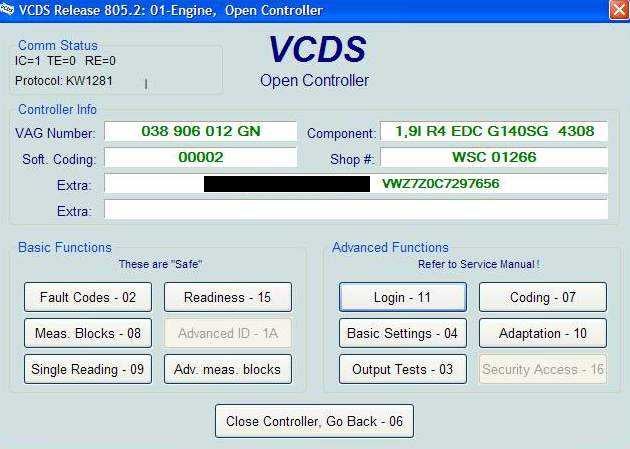 VCDS Release 805.2: 01-Engine, Open Controller
Comm Status
IC=1 TE=0 RE=0
Protocol: KW1281 |
VCDS
Open Controller
Controller Info
VAG Number: 038 906 012 GN Component: 1,9l R4 EDC G140SG 4308
Soft. Coding: 00002 Shop #: WSC 01266
Extra: VWZ7Z0C7297656
Extra:
Basic Functions
These are "Safe"
Fault Codes - 02 Readiness - 15
Meas. Blocks - 08 Advanced ID - 1A
Single Reading - 09 Adv. meas. blocks
Advanced Functions
Refer to Service Manual!
Login - 11 Coding - 07
Basic Settings - 04 Adaptation - 10
Output Tests - 03 Security Access - 16
Close Controller, Go Back - 06